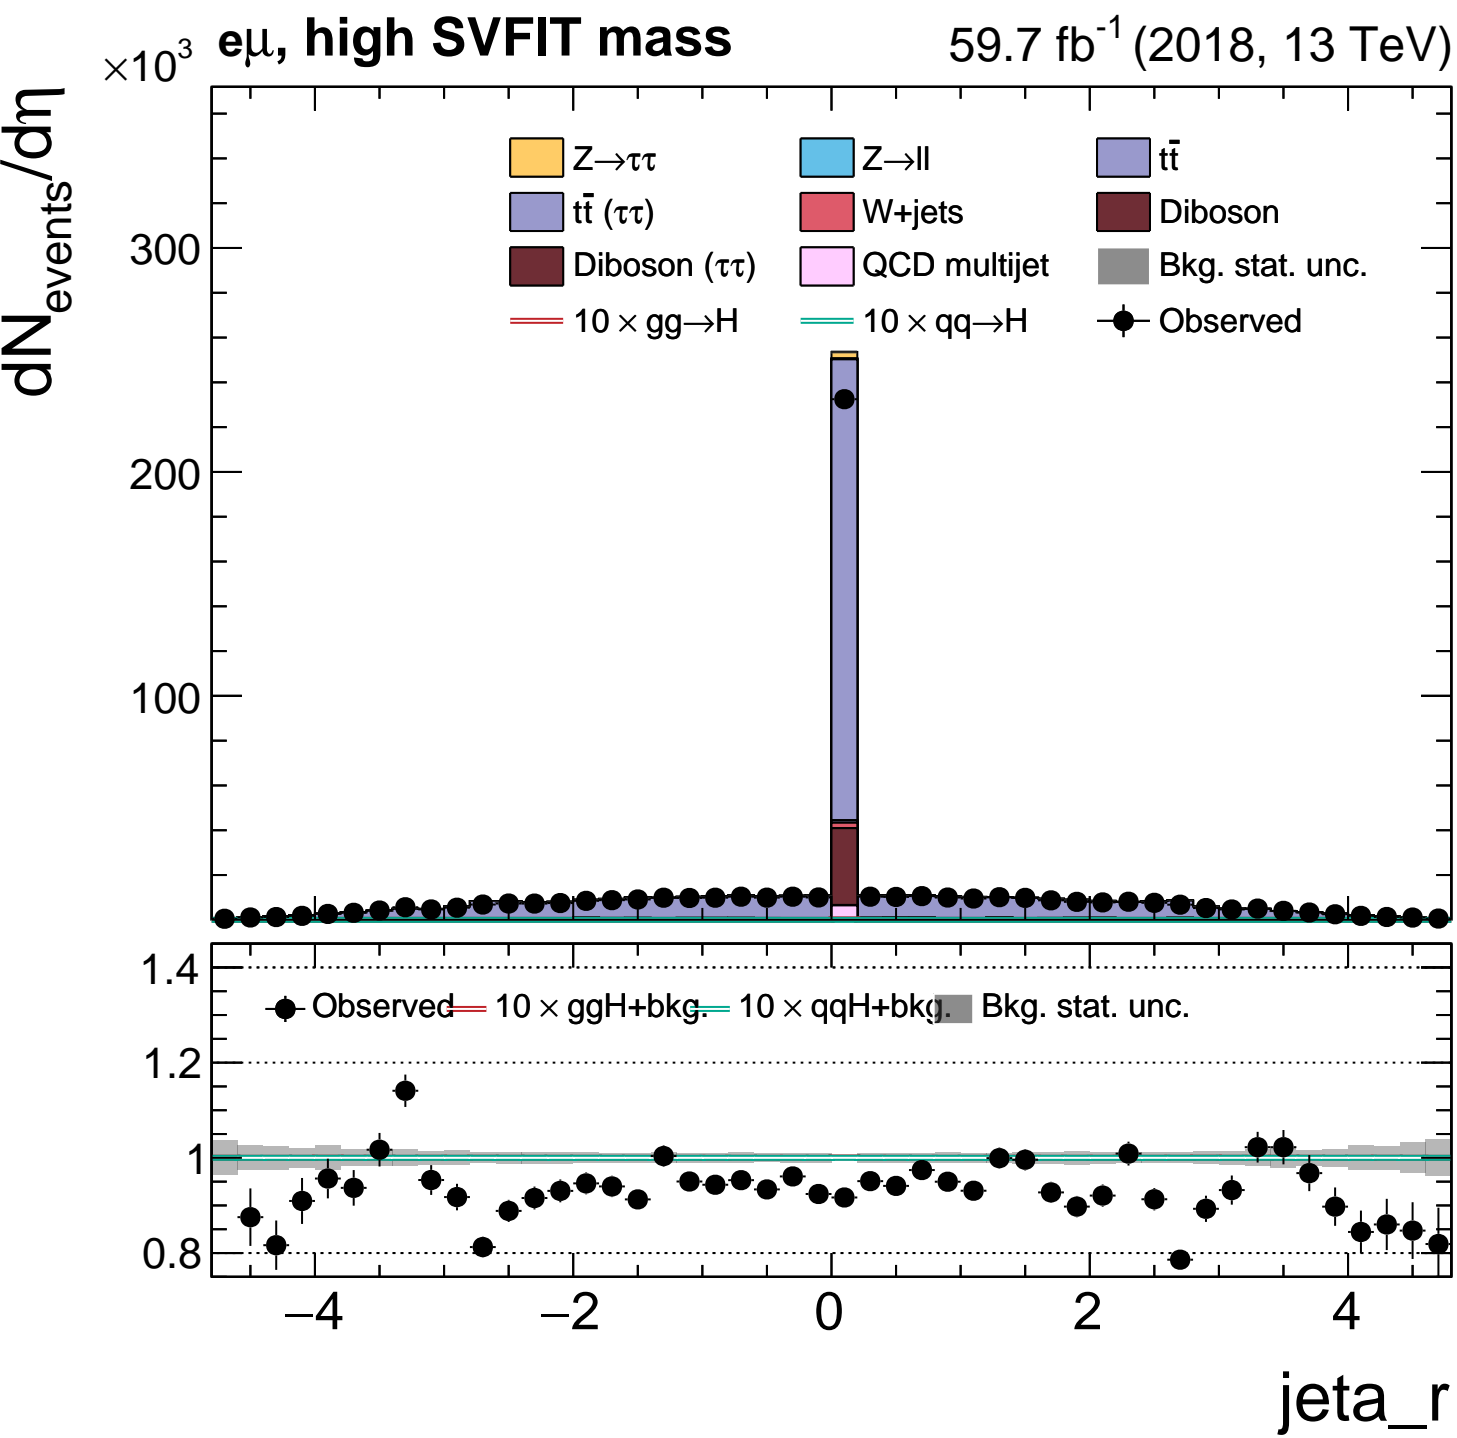 ×10³ eμ, high SVFIT mass 59.7 fb⁻¹ (2018, 13 TeV)
dN_events/dη
Z→ττ Z→ll tt̄
tt̄ (ττ) W+jets Diboson
Diboson (ττ) QCD multijet Bkg. stat. unc.
10 × gg→H 10 × qq→H Observed
300
200
100
1.4
Observed 10 × ggH+bkg. 10 × qqH+bkg. Bkg. stat. unc.
1.2
1
0.8
−4 −2 0 2 4
jeta_r